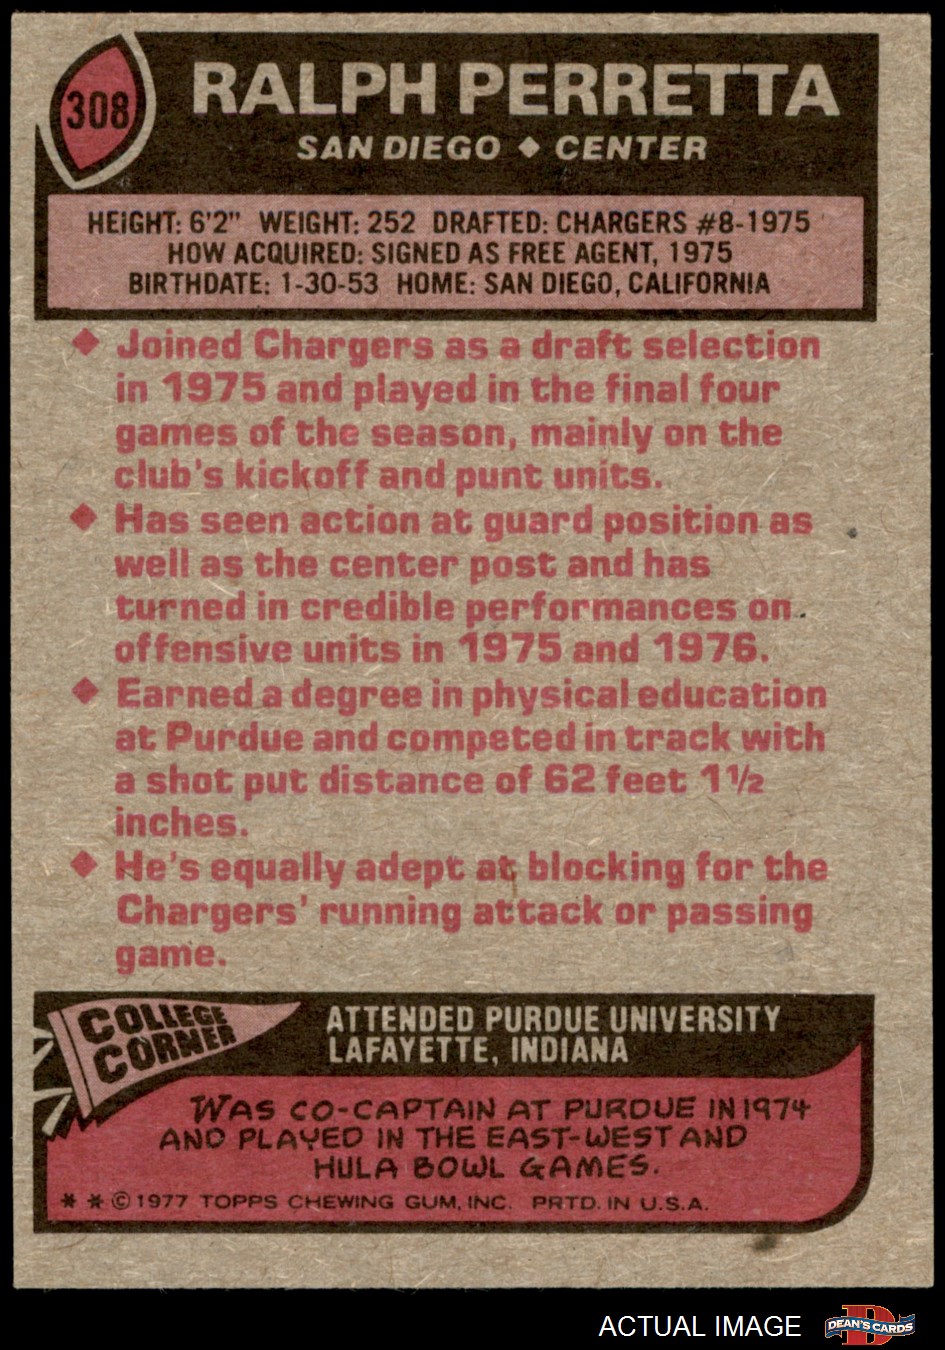 308
RALPH PERRETTA
SAN DIEGO ◆ CENTER
HEIGHT: 6'2" WEIGHT: 252 DRAFTED: CHARGERS #8-1975
HOW ACQUIRED: SIGNED AS FREE AGENT, 1975
BIRTHDATE: 1-30-53 HOME: SAN DIEGO, CALIFORNIA
◆ Joined Chargers as a draft selection
in 1975 and played in the final four
games of the season, mainly on the
club's kickoff and punt units.
◆ Has seen action at guard position as
well as the center post and has
turned in credible performances on
offensive units in 1975 and 1976.
◆ Earned a degree in physical education
at Purdue and competed in track with
a shot put distance of 62 feet 1½
inches.
◆ He's equally adept at blocking for the
Chargers' running attack or passing
game.
COLLEGE
CORNER
ATTENDED PURDUE UNIVERSITY
LAFAYETTE, INDIANA
WAS CO-CAPTAIN AT PURDUE IN 1974
AND PLAYED IN THE EAST-WEST AND
HULA BOWL GAMES.
* * © 1977 TOPPS CHEWING GUM, INC. PRTD. IN U.S.A.
ACTUAL IMAGE
D
DEAN'S CARDS